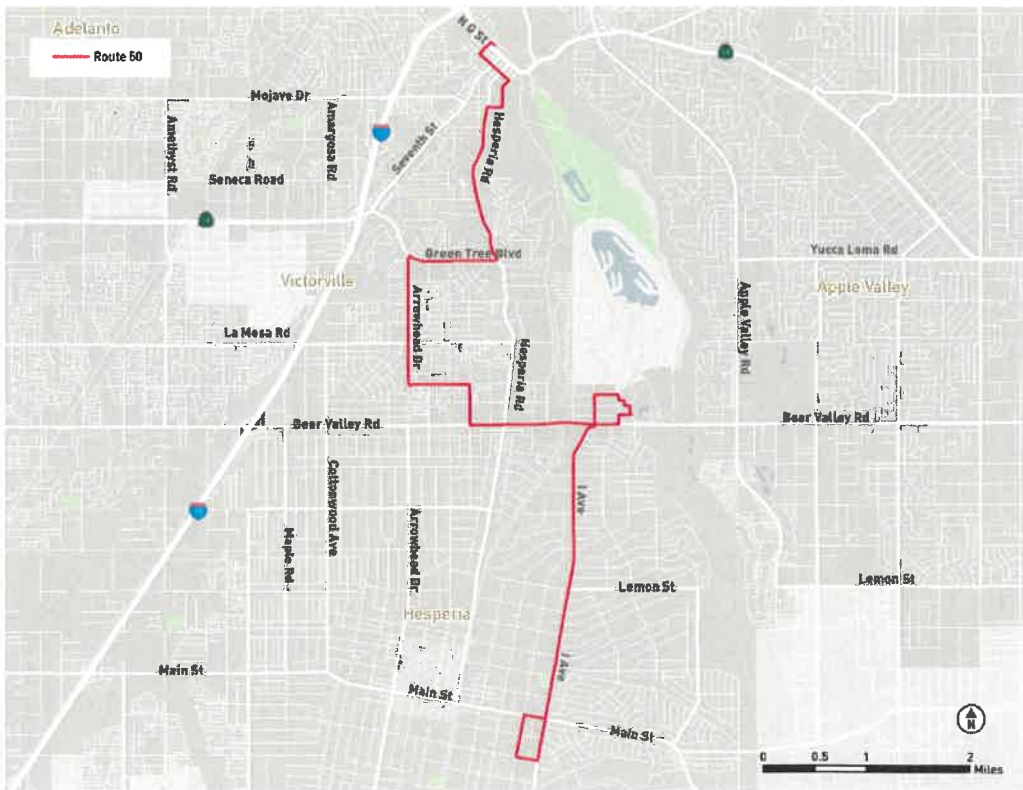 Adelanto
Route 50
N D St
Mojave Dr
Amethyst Rd.
Amargosa Rd
Seventh St
Hesperia Rd
Seneca Road
Green Tree Blvd
Yucca Loma Rd
Victorville
Apple Valley
Arrowhead Dr.
Apple Valley Rd
La Mesa Rd
Hesperia Rd
Bear Valley Rd
Bear Valley Rd
Cottonwood Ave.
I Ave
Arrowhead Dr.
Maple Rd
Lemon St
Lemon St
Hesperia
I Ave
Main St
Main St
Main St
N
0 0.5 1 2
Miles